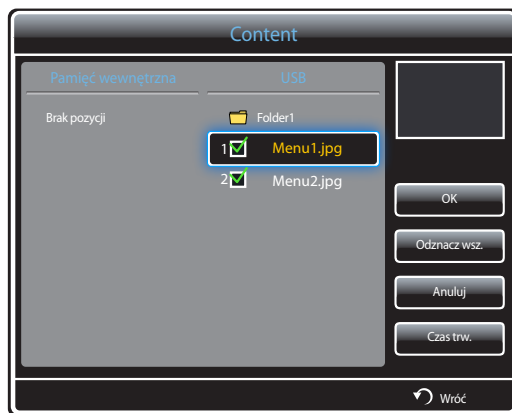 Content
Pamięć wewnętrzna
USB
Brak pozycji
Folder1
1 Menu1.jpg
2 Menu2.jpg
OK
Odznacz wsz.
Anuluj
Czas trw.
Wróć